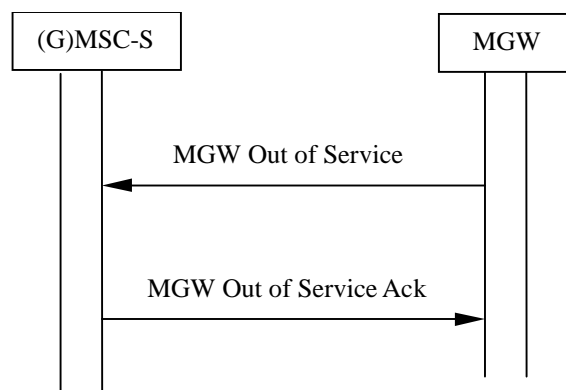 (G)MSC-S
MGW
MGW Out of Service
MGW Out of Service Ack